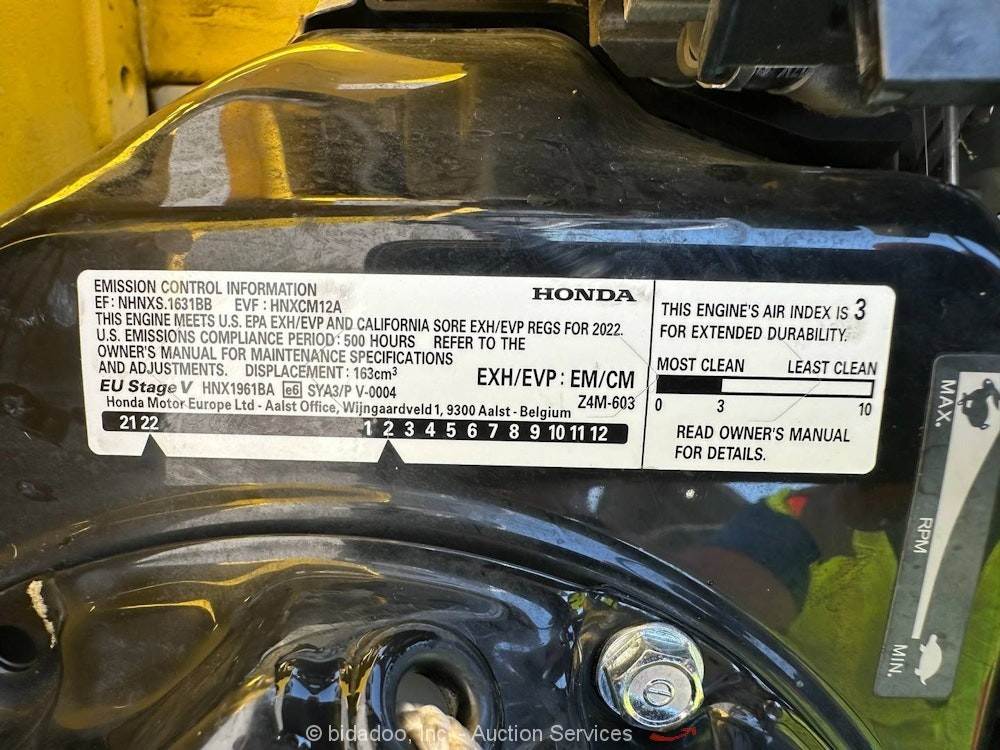 EMISSION CONTROL INFORMATION
HONDA
EF: NHNXS.1631BB EVF : HNXCM12A
THIS ENGINE MEETS U.S. EPA EXH/EVP AND CALIFORNIA SORE EXH/EVP REGS FOR 2022.
U.S. EMISSIONS COMPLIANCE PERIOD: 500 HOURS REFER TO THE
OWNER'S MANUAL FOR MAINTENANCE SPECIFICATIONS
AND ADJUSTMENTS. DISPLACEMENT: 163cm³
EXH/EVP : EM/CM
EU Stage V HNX1961BA e6 SYA3/P V-0004
Z4M-603
Honda Motor Europe Ltd - Aalst Office, Wijngaardveld 1, 9300 Aalst - Belgium
21 22 1 2 3 4 5 6 7 8 9 10 11 12
THIS ENGINE'S AIR INDEX IS 3
FOR EXTENDED DURABILITY.
MOST CLEAN LEAST CLEAN
0 3 10
READ OWNER'S MANUAL
FOR DETAILS.
MAX.
RPM
MIN.
© bidadoo, Inc. - Auction Services